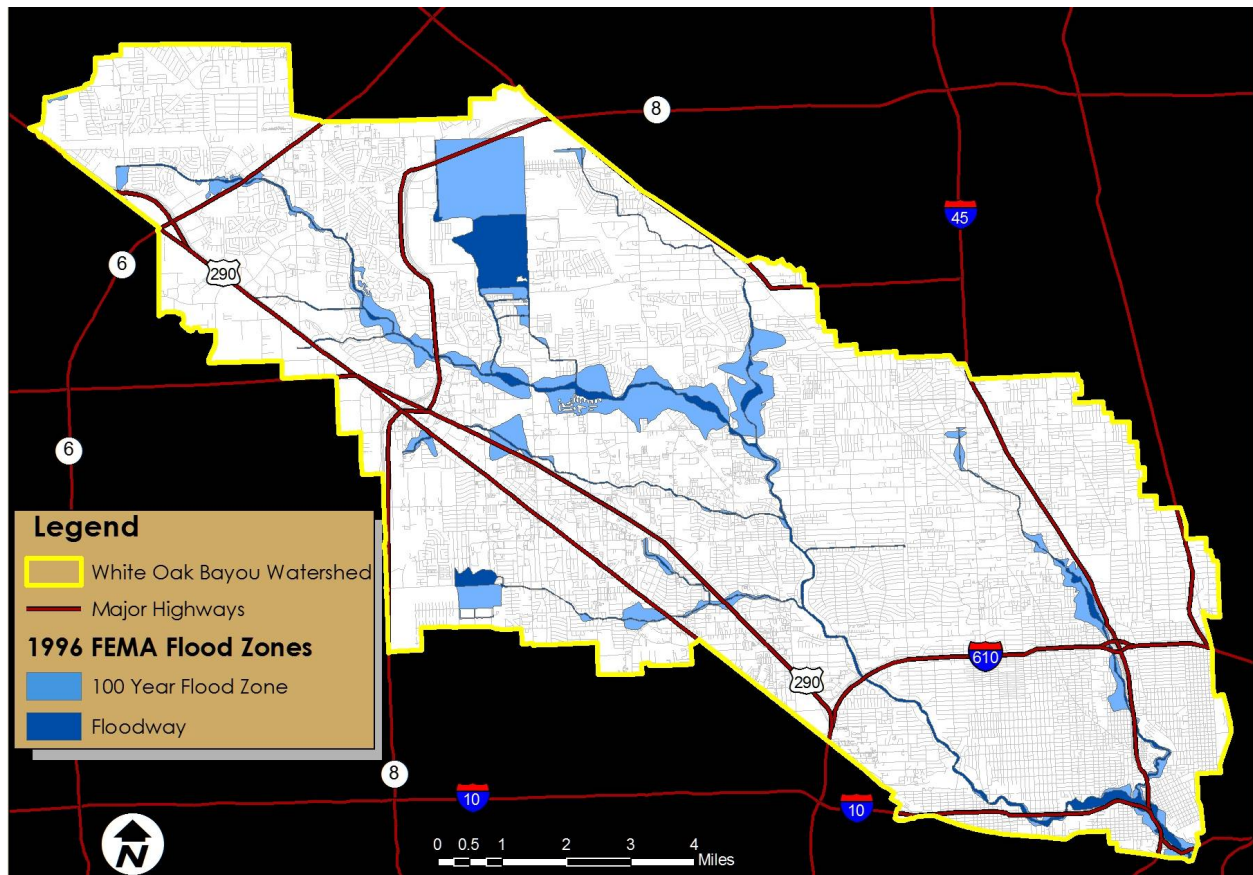 8
45
6
290
6
Legend
White Oak Bayou Watershed
Major Highways
1996 FEMA Flood Zones
100 Year Flood Zone
Floodway
610
290
8
10
10
N
0 0.5 1 2 3 4
Miles